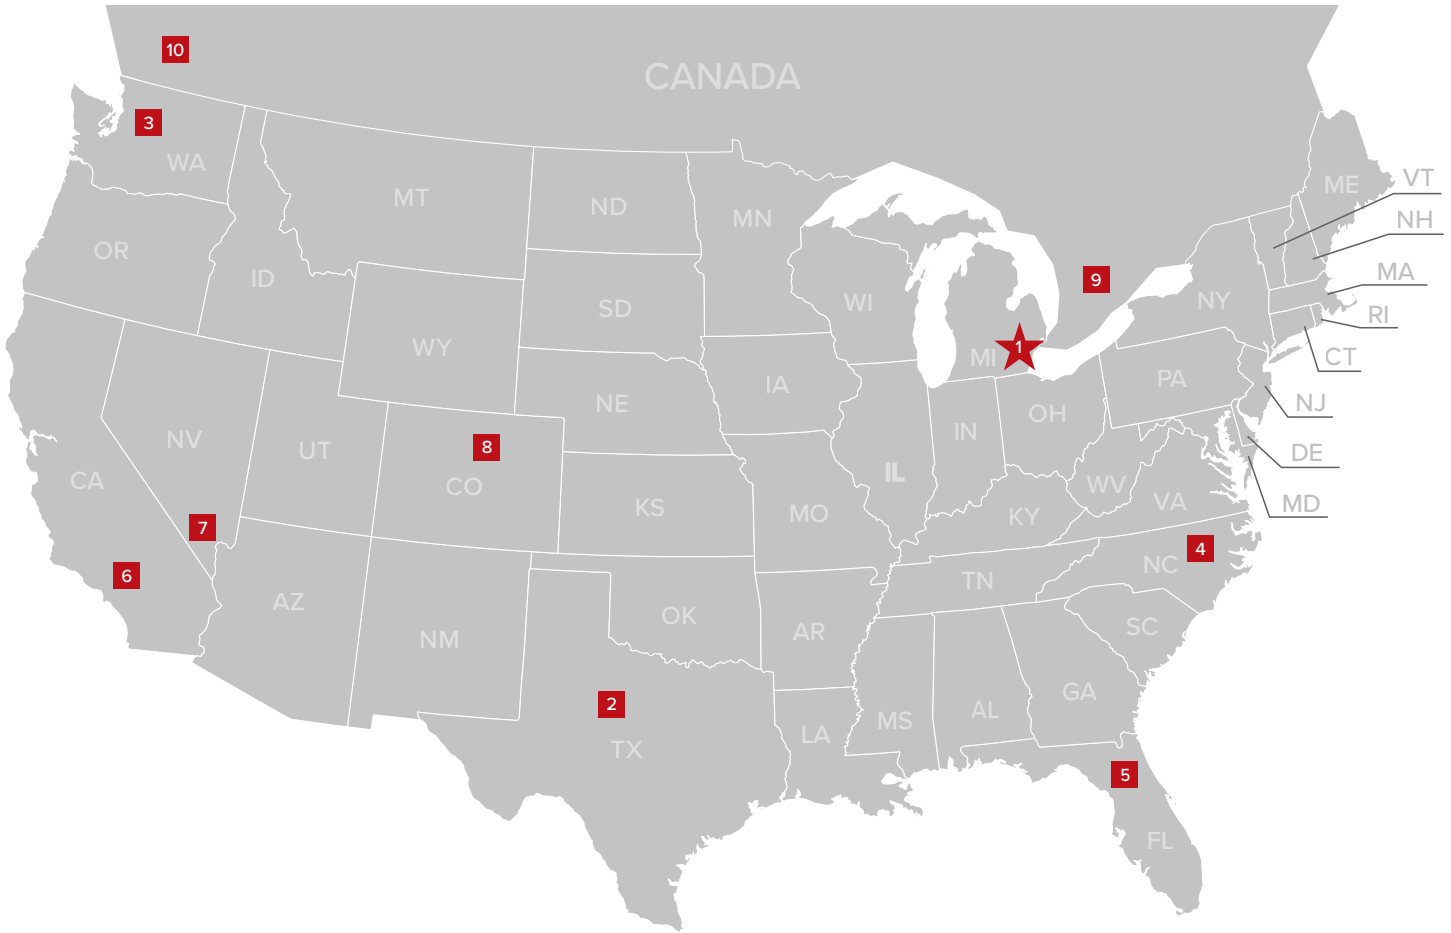 10
CANADA
3
WA
MT
ND
MN
ME
VT
NH
OR
ID
SD
WI
9
NY
MA
RI
WY
MI
1
CT
IA
PA
NE
OH
NJ
NV
UT
8
CO
IN
DE
CA
IL
WV
MD
KS
MO
KY
VA
7
6
4
NC
AZ
TN
NM
OK
AR
SC
2
TX
LA
MS
AL
GA
5
FL